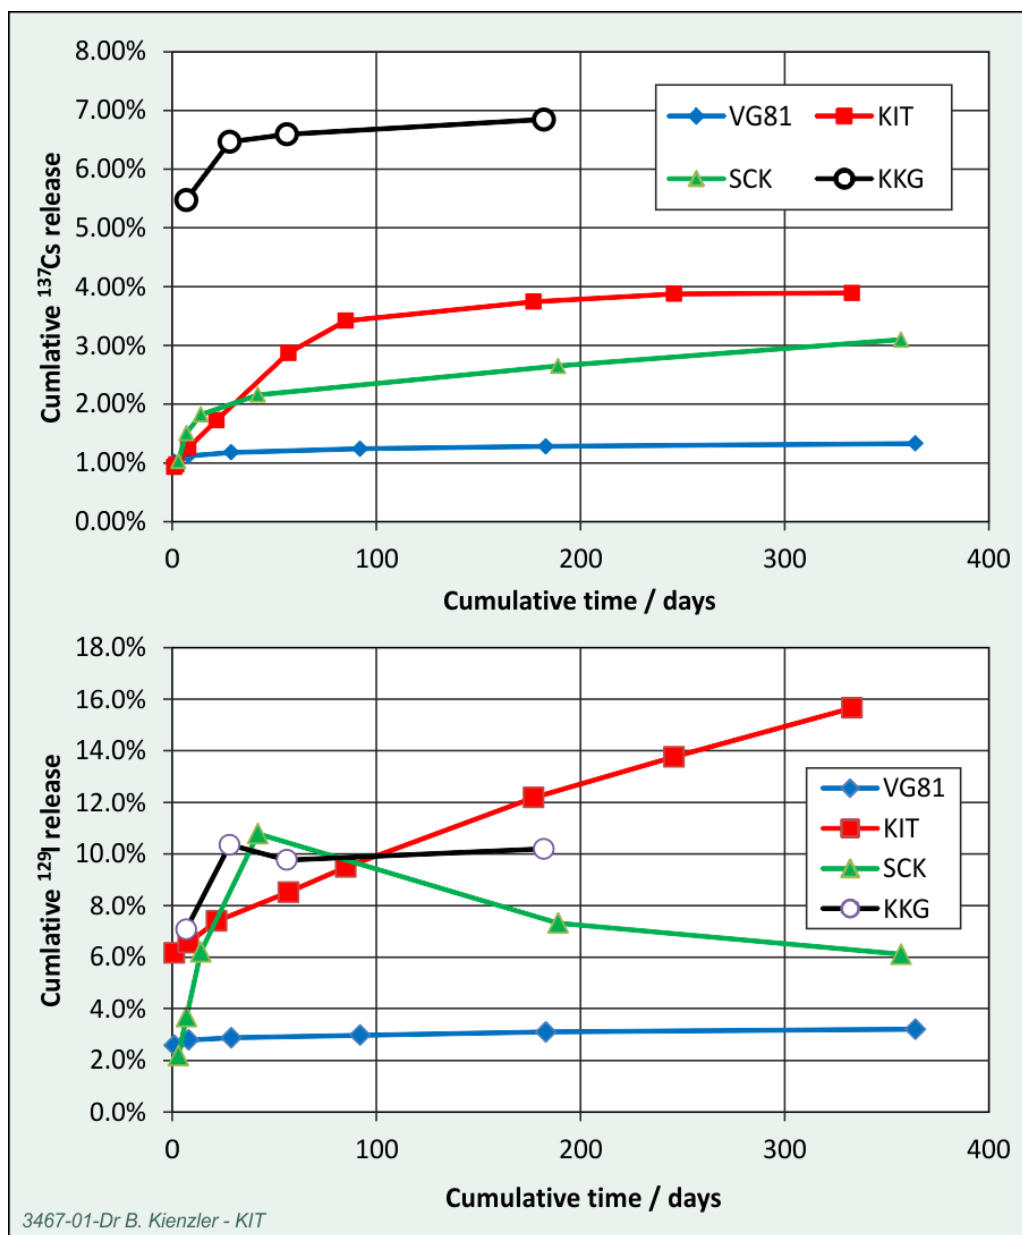 8.00%
7.00%
6.00%
5.00%
4.00%
3.00%
2.00%
1.00%
0.00%
Cumlative ¹³⁷Cs release
VG81 KIT
SCK KKG
0 100 200 300 400
Cumulative time / days
18.0%
16.0%
14.0%
12.0%
10.0%
8.0%
6.0%
4.0%
2.0%
0.0%
Cumlative ¹²⁹I release
VG81
KIT
SCK
KKG
0 100 200 300 400
Cumulative time / days
3467-01-Dr B. Kienzler - KIT